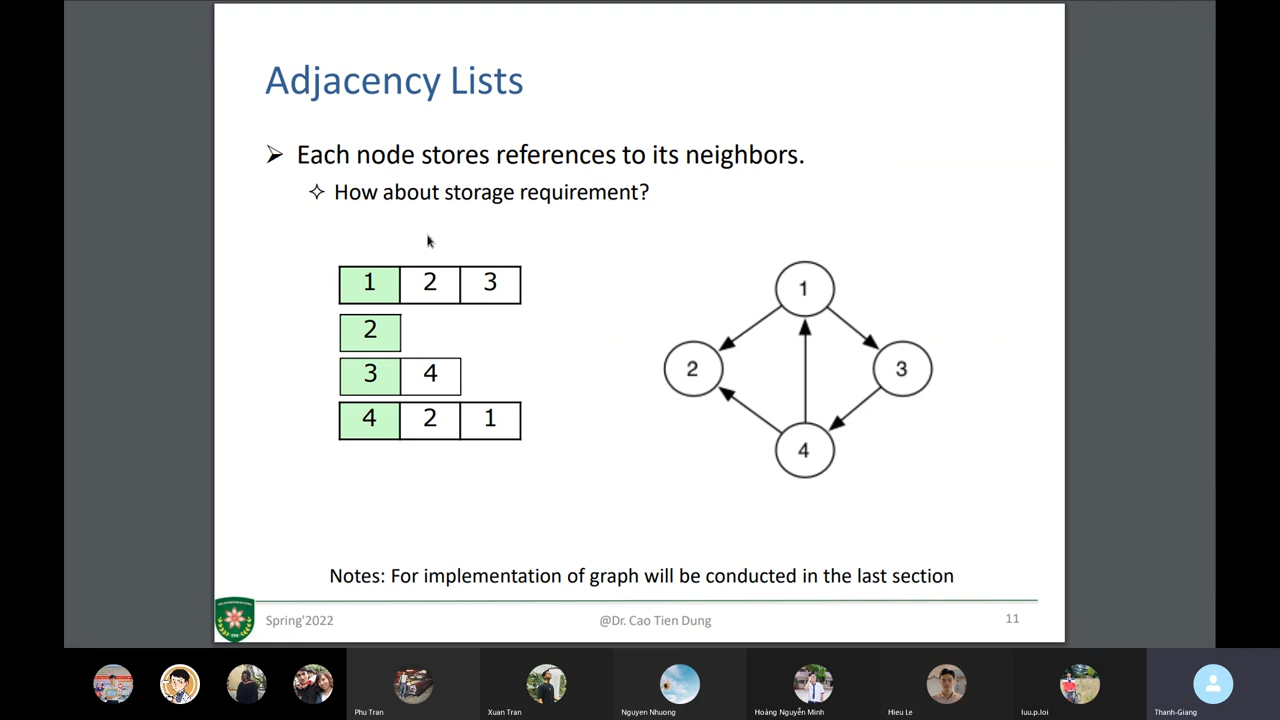 Adjacency Lists
Each node stores references to its neighbors.
How about storage requirement?
1 2 3
2
3 4
4 2 1
1
2
3
4
Notes: For implementation of graph will be conducted in the last section
Spring'2022
@Dr. Cao Tien Dung
11
Phu Tran
Xuan Tran
Nguyen Nhuong
Hoàng Nguyễn Minh
Hieu Le
luu.p.loi
Thanh-Giang